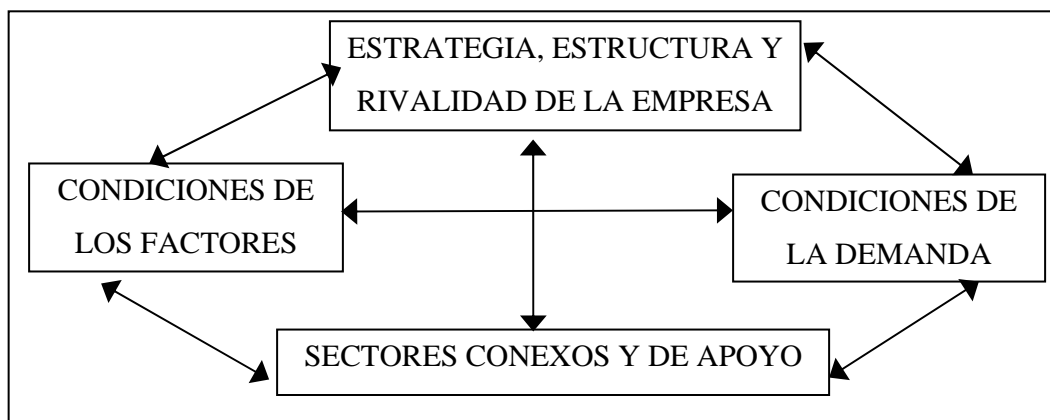 ESTRATEGIA, ESTRUCTURA Y
RIVALIDAD DE LA EMPRESA
CONDICIONES DE
LOS FACTORES
CONDICIONES DE
LA DEMANDA
SECTORES CONEXOS Y DE APOYO